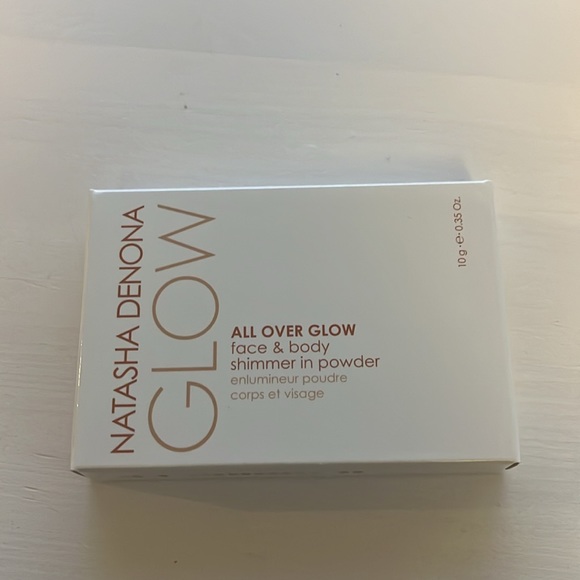 NATASHA DENONA
GLOW
ALL OVER GLOW
face & body
shimmer in powder
enlumineur poudre
corps et visage
10 g ·℮· 0.35 Oz.